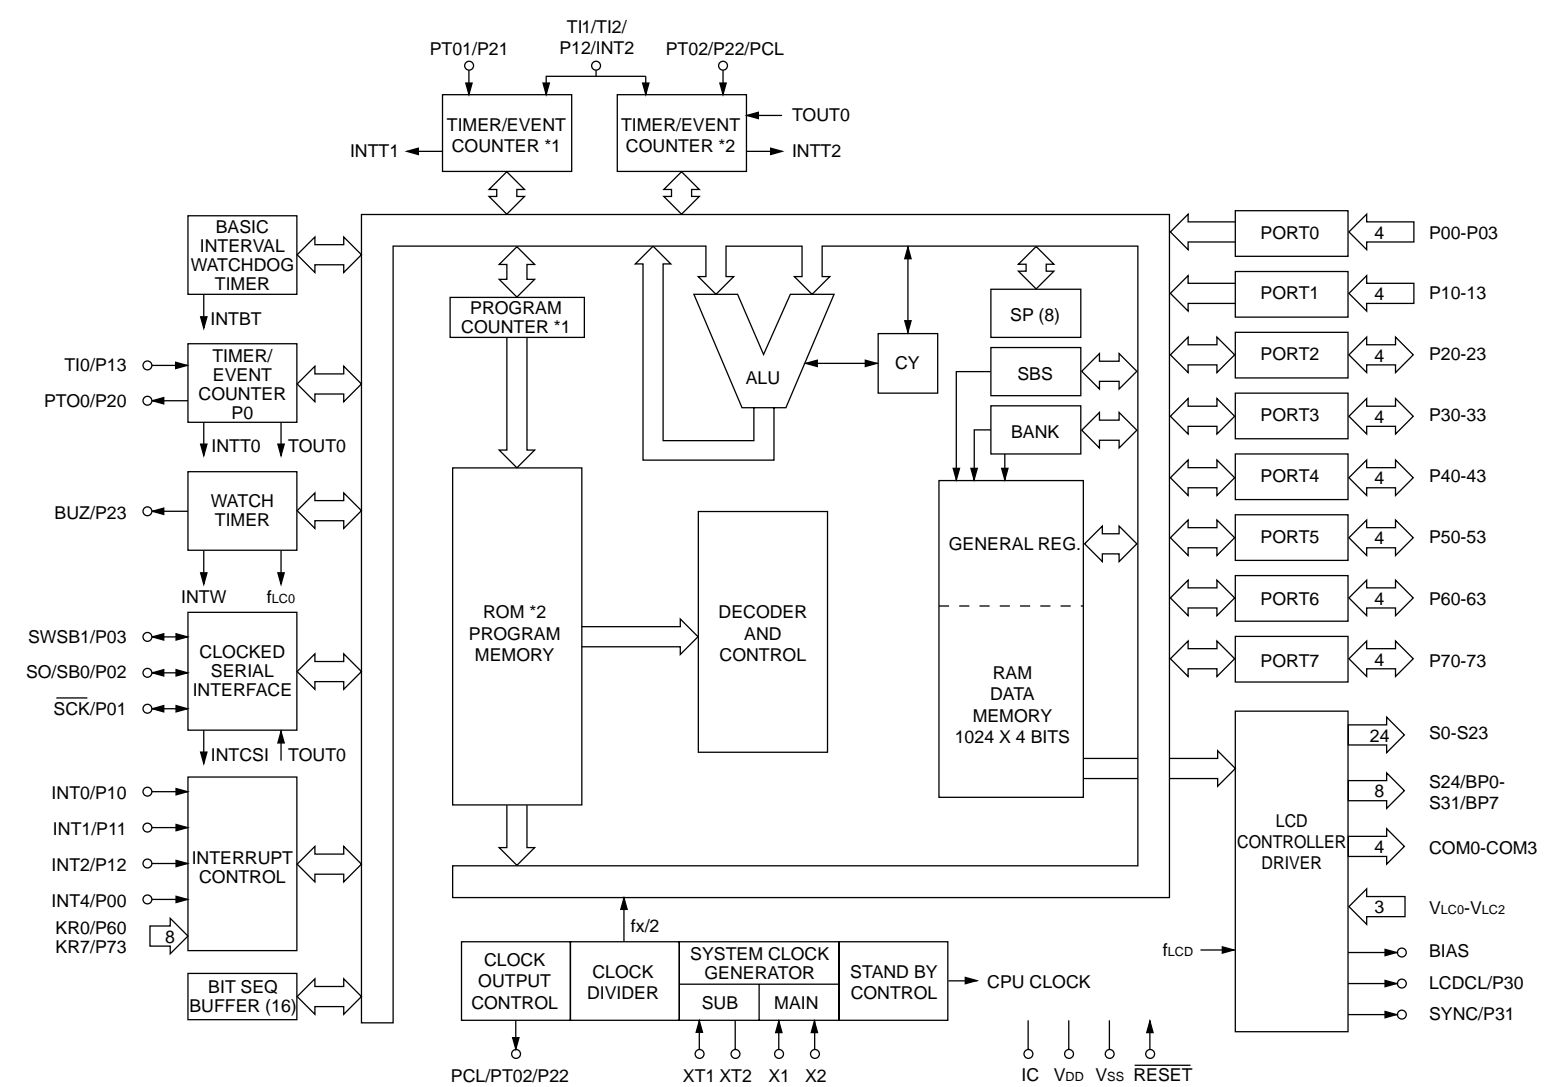 TI1/TI2/
PT01/P21
P12/INT2
PT02/P22/PCL
TIMER/EVENT
COUNTER *1
TIMER/EVENT
COUNTER *2
TOUT0
INTT1
INTT2
BASIC
INTERVAL
WATCHDOG
TIMER
INTBT
TI0/P13
PTO0/P20
TIMER/
EVENT
COUNTER
P0
INTT0
TOUT0
BUZ/P23
WATCH
TIMER
INTW
fLC0
SWSB1/P03
SO/SB0/P02
SCK/P01
CLOCKED
SERIAL
INTERFACE
INTCSI
TOUT0
INT0/P10
INT1/P11
INT2/P12
INT4/P00
KR0/P60
KR7/P73
8
INTERRUPT
CONTROL
BIT SEQ
BUFFER (16)
PROGRAM
COUNTER *1
ALU
CY
SP (8)
SBS
BANK
ROM *2
PROGRAM
MEMORY
DECODER
AND
CONTROL
GENERAL REG.
RAM
DATA
MEMORY
1024 X 4 BITS
PORT0
4
P00-P03
PORT1
4
P10-13
PORT2
4
P20-23
PORT3
4
P30-33
PORT4
4
P40-43
PORT5
4
P50-53
PORT6
4
P60-63
PORT7
4
P70-73
LCD
CONTROLLER
DRIVER
24
S0-S23
8
S24/BP0-
S31/BP7
4
COM0-COM3
3
VLC0-VLC2
fLCD
BIAS
LCDCL/P30
SYNC/P31
fx/2
CLOCK
OUTPUT
CONTROL
CLOCK
DIVIDER
SYSTEM CLOCK
GENERATOR
SUB
MAIN
STAND BY
CONTROL
CPU CLOCK
PCL/PT02/P22
XT1 XT2 X1 X2
IC VDD VSS RESET